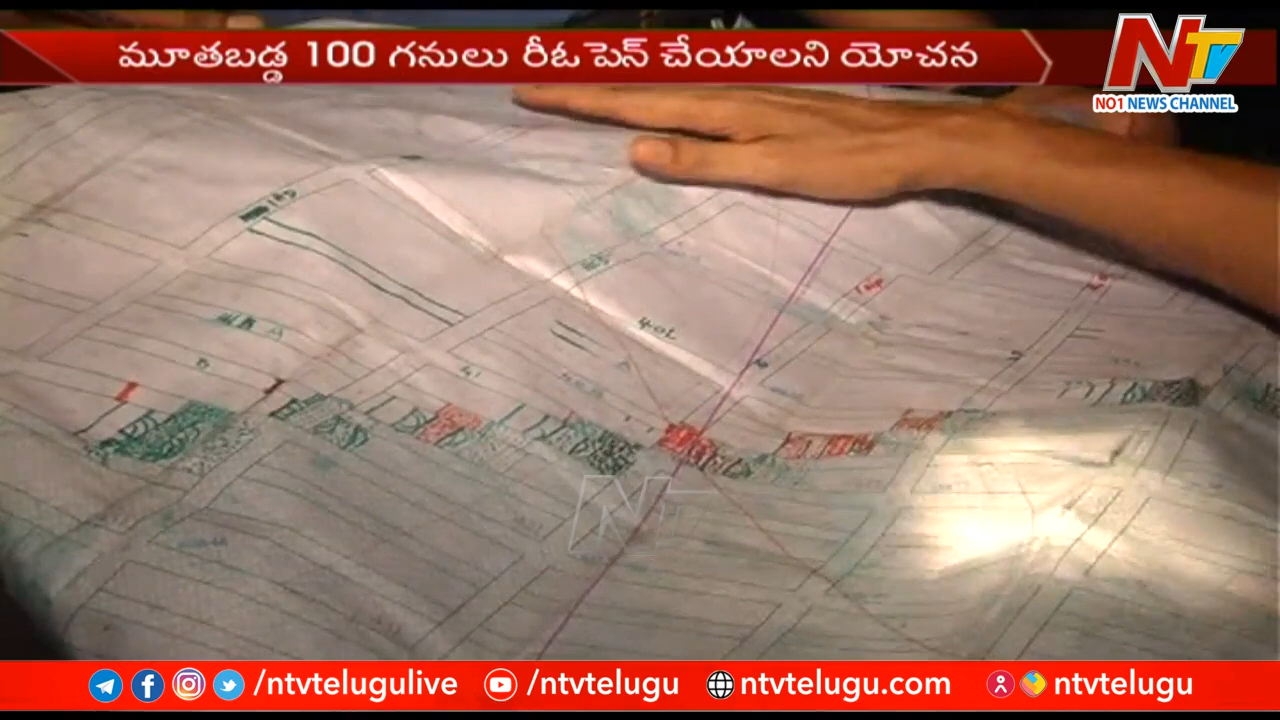 మూతబడ్డ 100 గనులు రీఓపెన్ చేయాలని యోచన
NTV
NO1 NEWS CHANNEL
/ntvtelugulive
/ntvtelugu
ntvtelugu.com
ntvtelugu